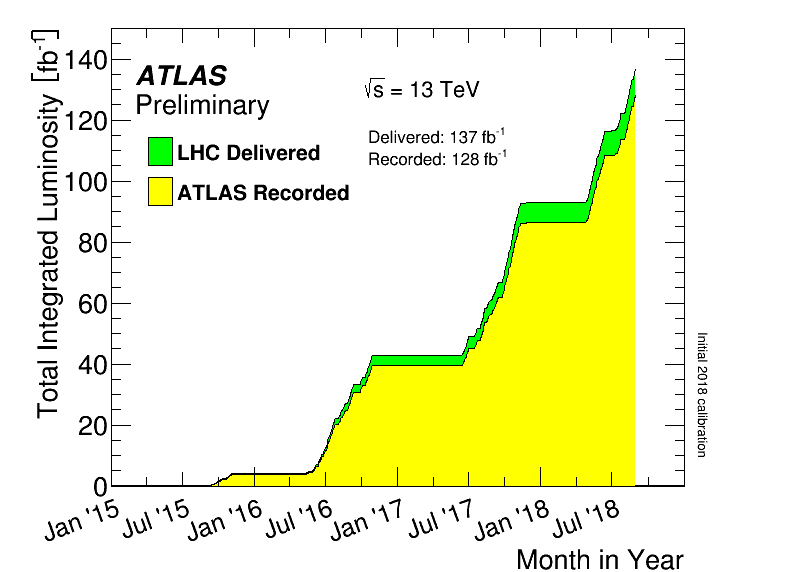 Total Integrated Luminosity [fb⁻¹]
140
120
100
80
60
40
20
0
ATLAS
Preliminary
√s = 13 TeV
Delivered: 137 fb⁻¹
Recorded: 128 fb⁻¹
LHC Delivered
ATLAS Recorded
Initial 2018 calibration
Jan '15
Jul '15
Jan '16
Jul '16
Jan '17
Jul '17
Jan '18
Jul '18
Month in Year